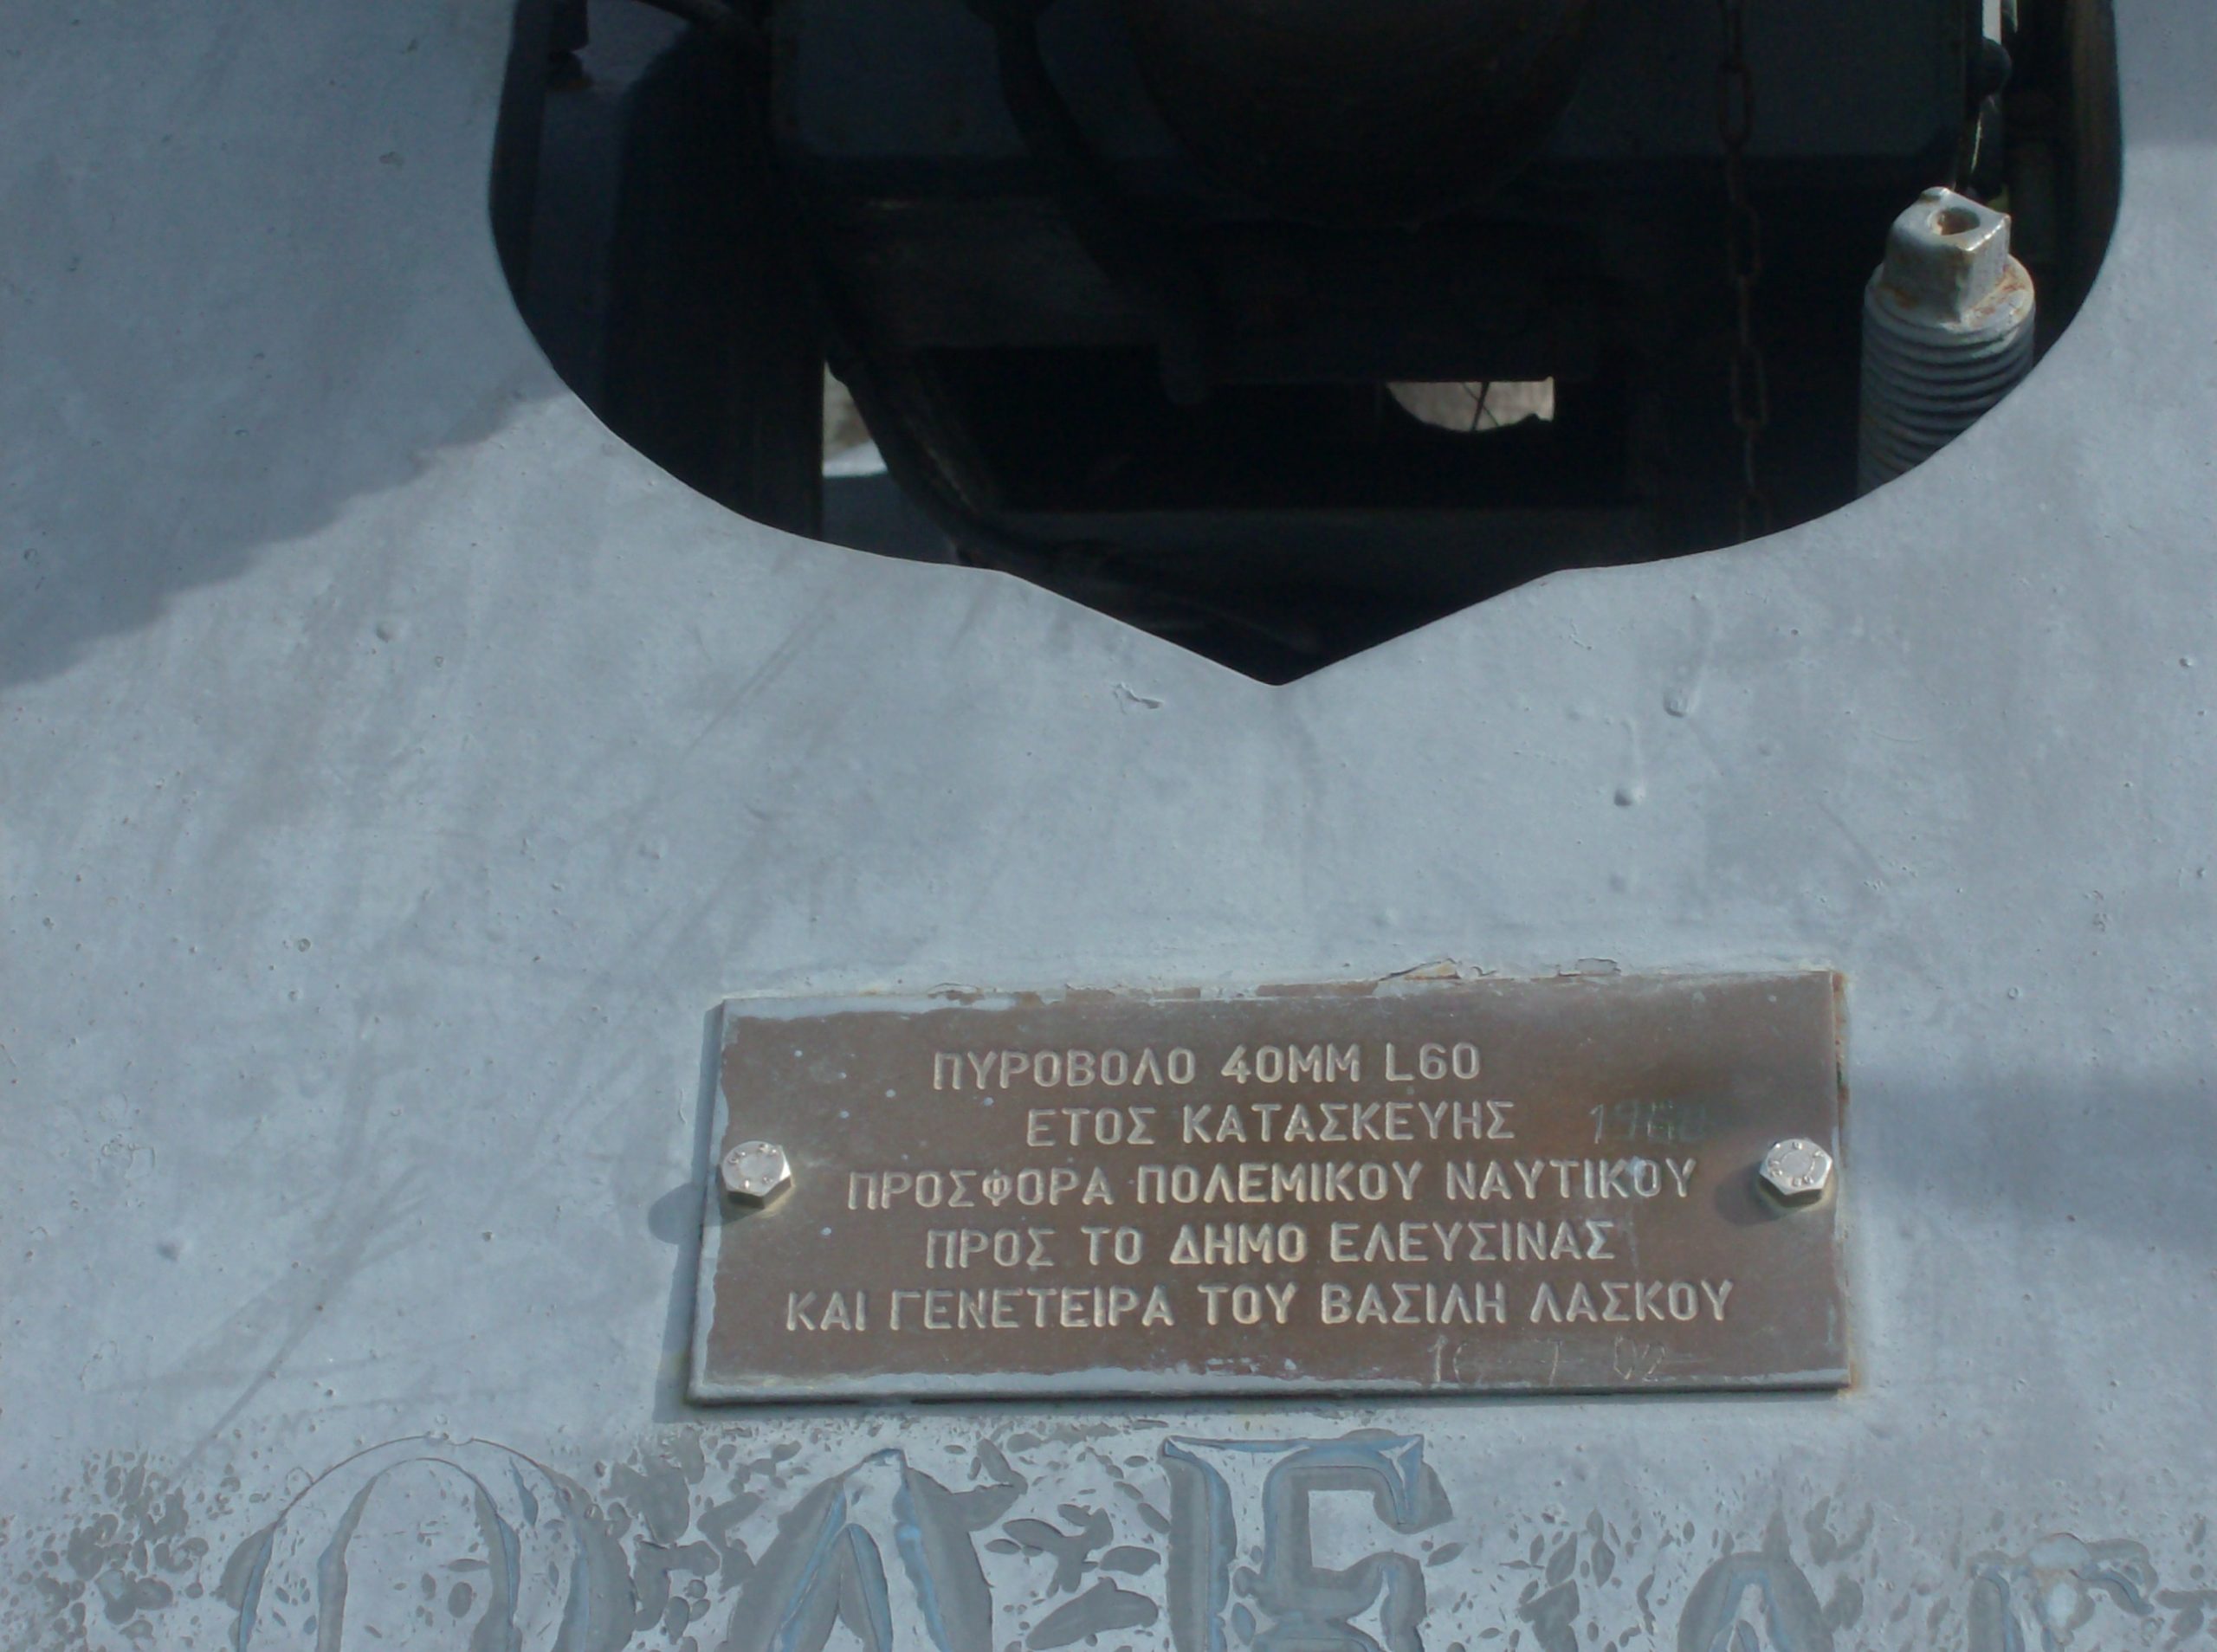 ΠΥΡΟΒΟΛΟ 40ΜΜ L60
ΕΤΟΣ ΚΑΤΑΣΚΕΥΗΣ
ΠΡΟΣΦΟΡΑ ΠΟΛΕΜΙΚΟΥ ΝΑΥΤΙΚΟΥ
ΠΡΟΣ ΤΟ ΔΗΜΟ ΕΛΕΥΣΙΝΑΣ
ΚΑΙ ΓΕΝΕΤΕΙΡΑ ΤΟΥ ΒΑΣΙΛΗ ΛΑΣΚΟΥ